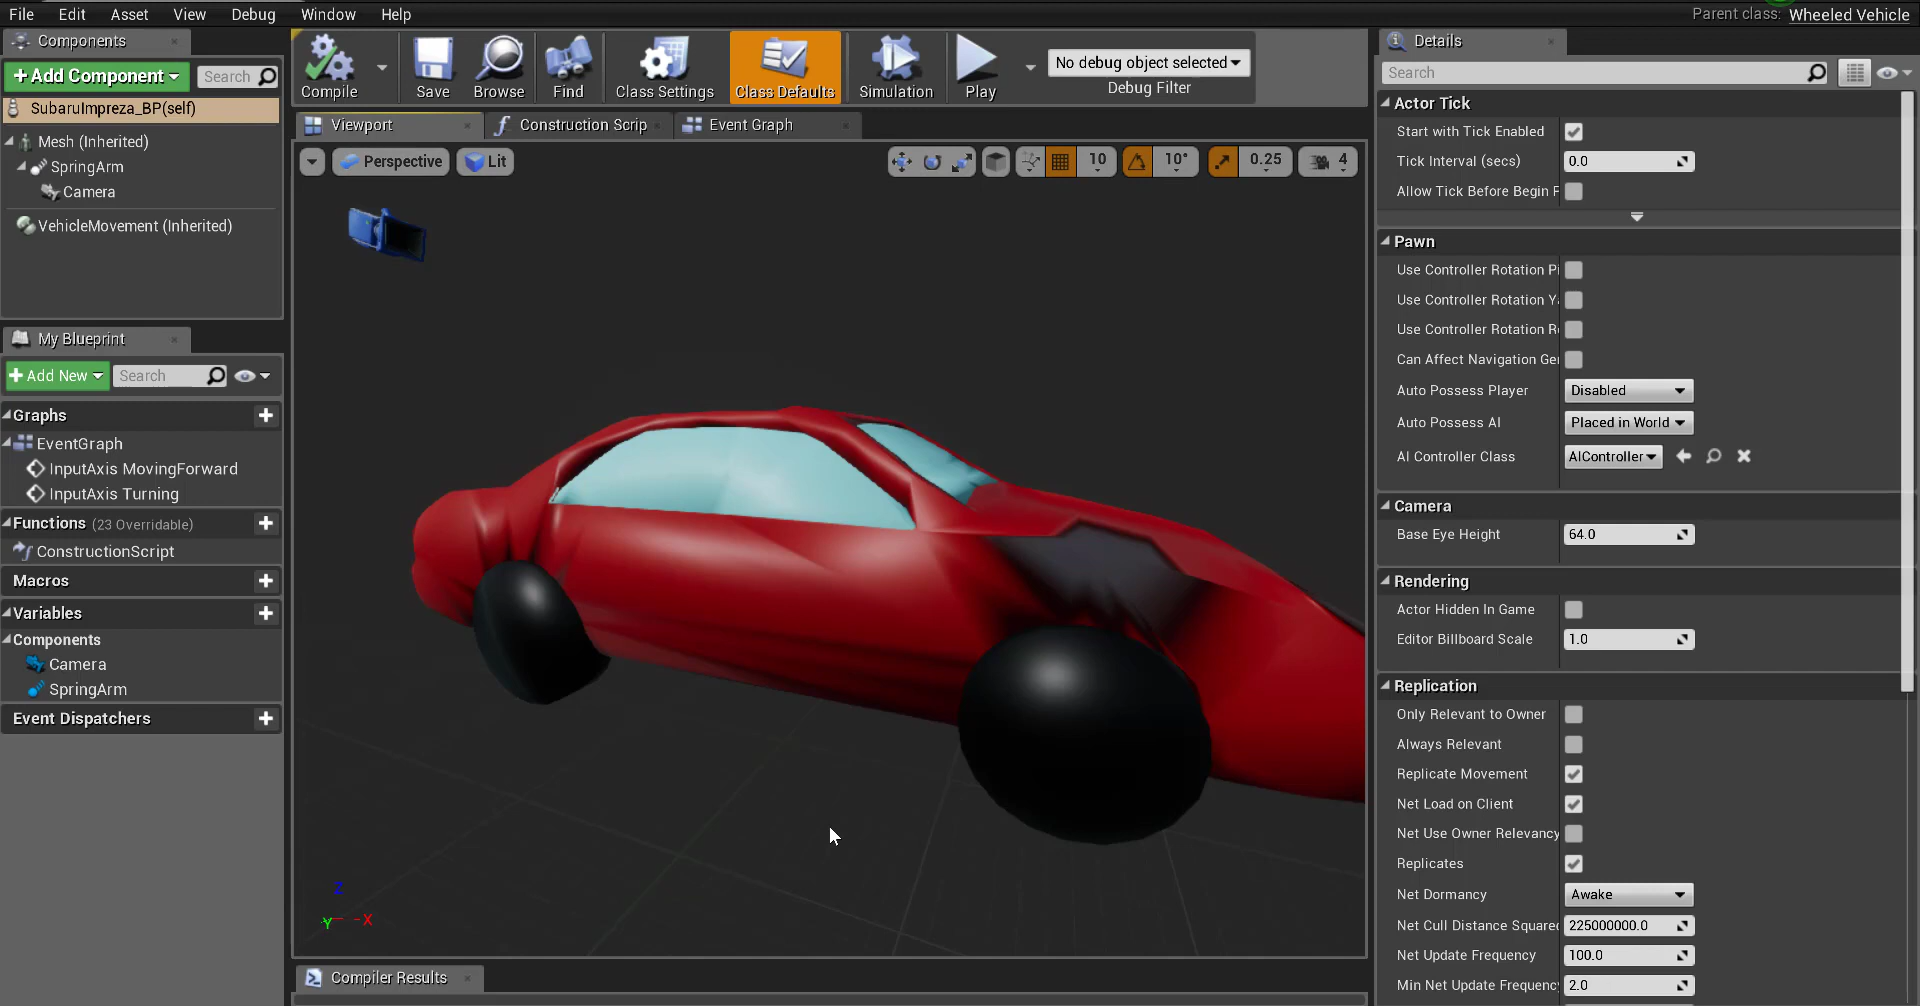 File Edit Asset View Debug Window Help
Parent class: Wheeled Vehicle
Components
Add Component
Search
SubaruImpreza_BP(self)
Mesh (Inherited)
SpringArm
Camera
VehicleMovement (Inherited)
My Blueprint
Add New
Search
Graphs
EventGraph
InputAxis MovingForward
InputAxis Turning
Functions (23 Overridable)
ConstructionScript
Macros
Variables
Components
Camera
SpringArm
Event Dispatchers
Compile Save Browse Find Class Settings Class Defaults Simulation Play
No debug object selected
Debug Filter
Viewport Construction Scrip Event Graph
Perspective Lit 10 10° 0.25 4
Z
Y X
Compiler Results
Details
Search
Actor Tick
Start with Tick Enabled
Tick Interval (secs) 0.0
Allow Tick Before Begin P
Pawn
Use Controller Rotation Pi
Use Controller Rotation Y
Use Controller Rotation R
Can Affect Navigation Ge
Auto Possess Player Disabled
Auto Possess AI Placed in World
AI Controller Class AIController
Camera
Base Eye Height 64.0
Rendering
Actor Hidden In Game
Editor Billboard Scale 1.0
Replication
Only Relevant to Owner
Always Relevant
Replicate Movement
Net Load on Client
Net Use Owner Relevancy
Replicates
Net Dormancy Awake
Net Cull Distance Square 225000000.0
Net Update Frequency 100.0
Min Net Update Frequenc 2.0